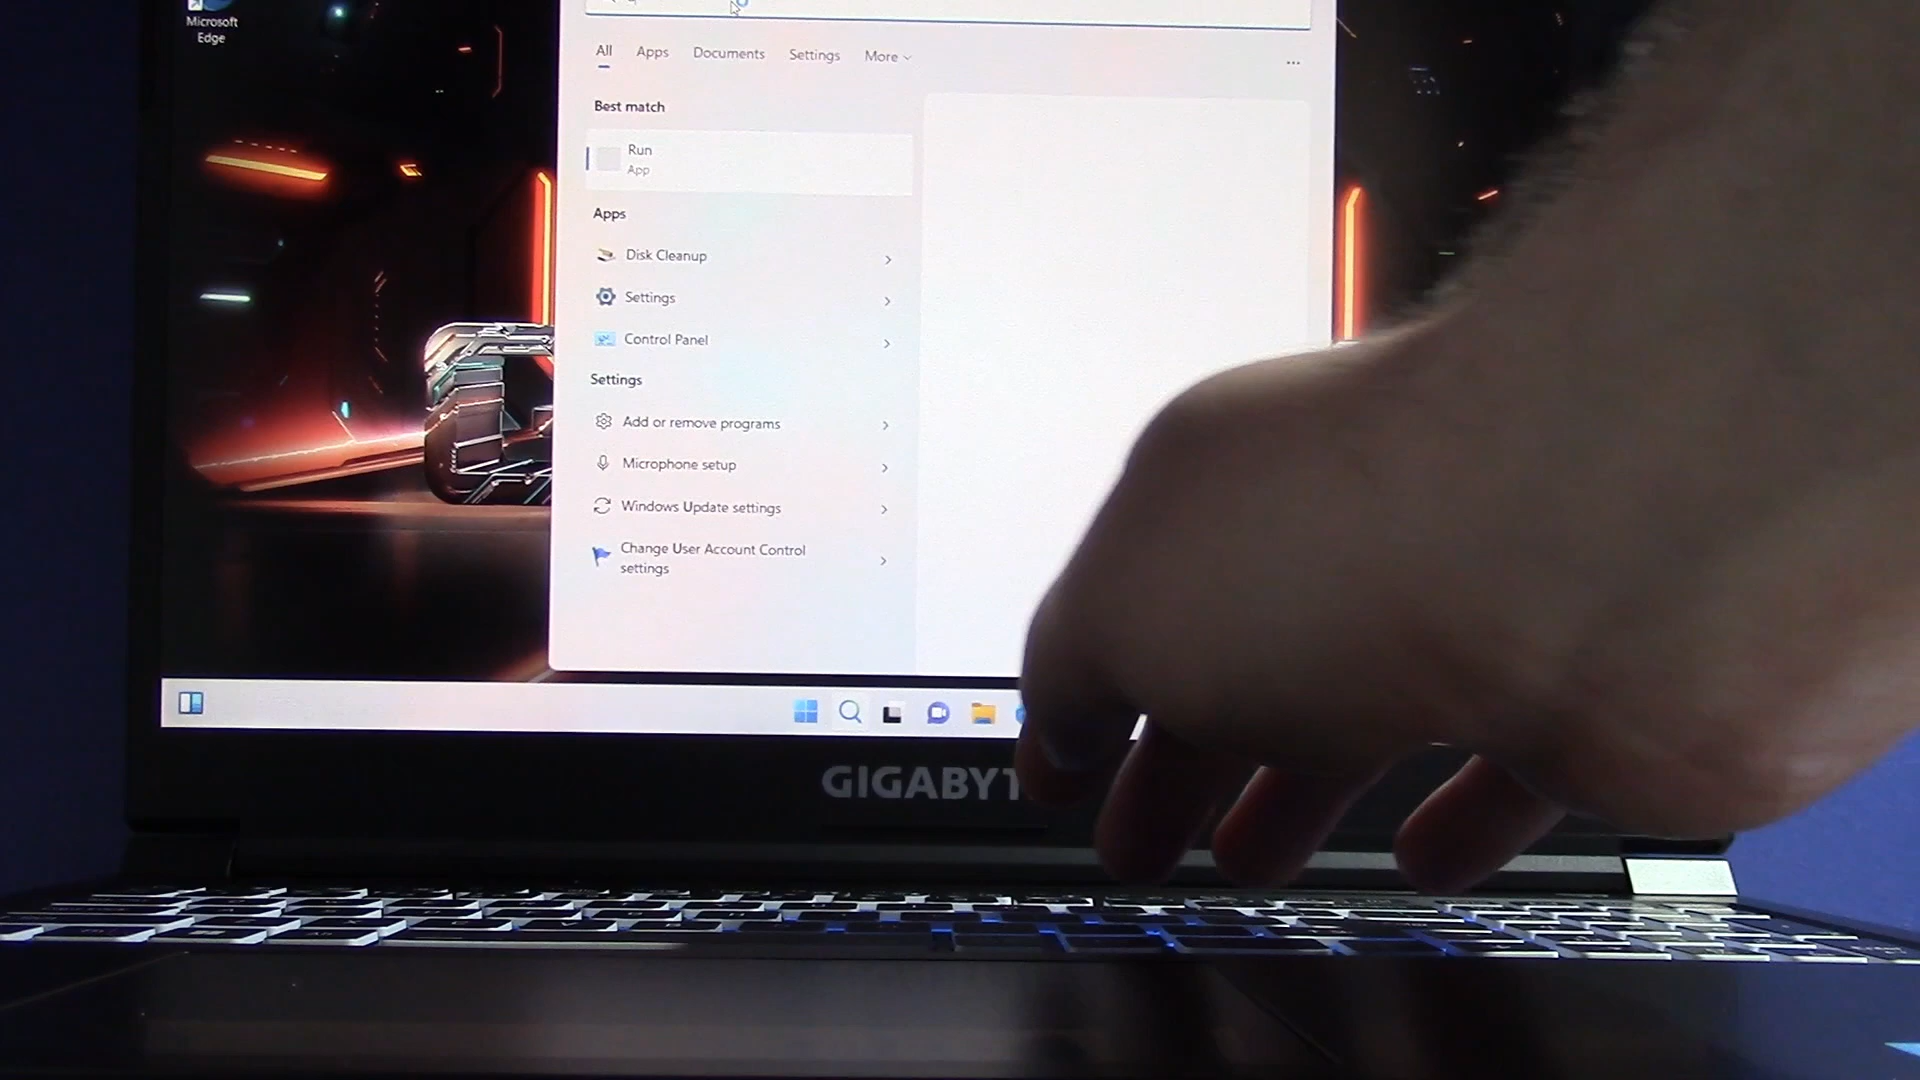 Microsoft
Edge
All Apps Documents Settings More
Best match
Run
App
Apps
Disk Cleanup
Settings
Control Panel
Settings
Add or remove programs
Microphone setup
Windows Update settings
Change User Account Control
settings
GIGABYT